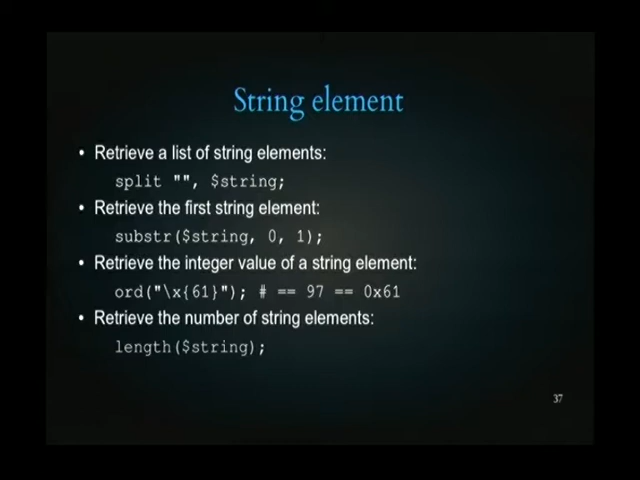 String element
• Retrieve a list of string elements:
split "", $string;
• Retrieve the first string element:
substr($string, 0, 1);
• Retrieve the integer value of a string element:
ord("\x{61}"); # == 97 == 0x61
• Retrieve the number of string elements:
length($string);
37